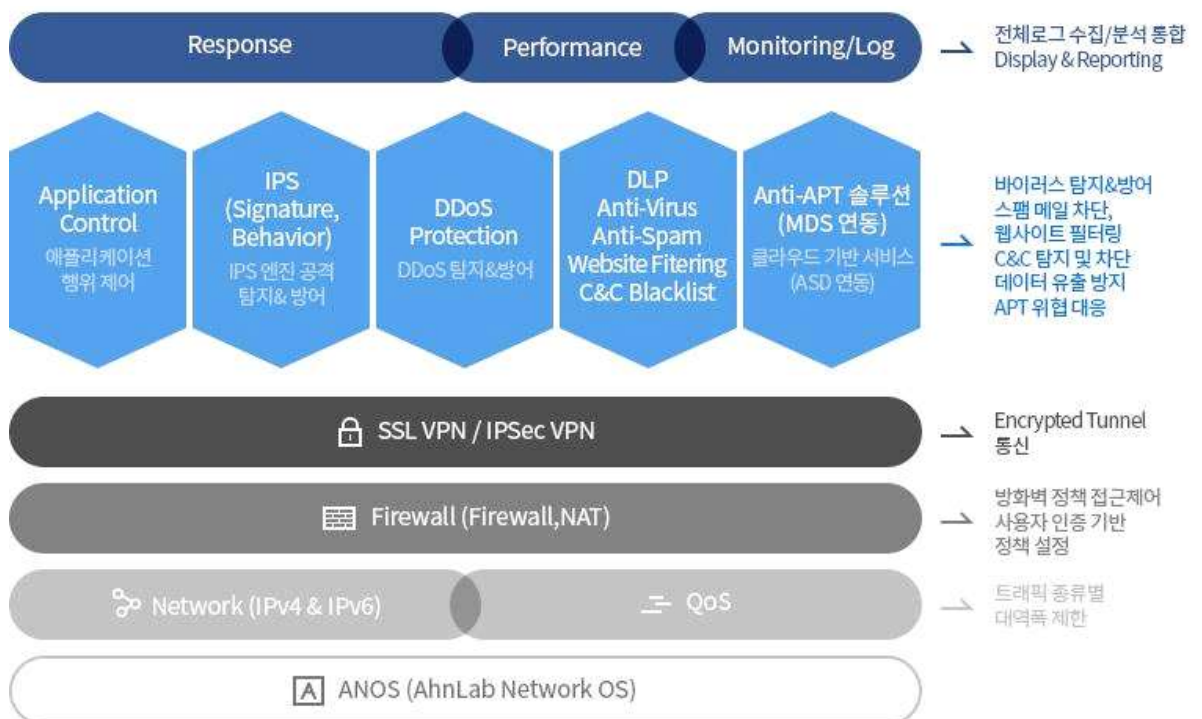 Response
Performance
Monitoring/Log
전체로그 수집/분석 통합
Display & Reporting
Application
Control
애플리케이션
행위 제어
IPS
(Signature,
Behavior)
IPS 엔진 공격
탐지& 방어
DDoS
Protection
DDoS 탐지&방어
DLP
Anti-Virus
Anti-Spam
Website Fitering
C&C Blacklist
Anti-APT 솔루션
(MDS 연동)
클라우드 기반 서비스
(ASD 연동)
바이러스 탐지&방어
스팸 메일 차단,
웹사이트 필터링
C&C 탐지 및 차단
데이터 유출 방지
APT 위협 대응
SSL VPN / IPSec VPN
Encrypted Tunnel
통신
Firewall (Firewall,NAT)
방화벽 정책 접근제어
사용자 인증 기반
정책 설정
Network (IPv4 & IPv6)
QoS
트래픽 종류별
대역폭 제한
A ANOS (AhnLab Network OS)